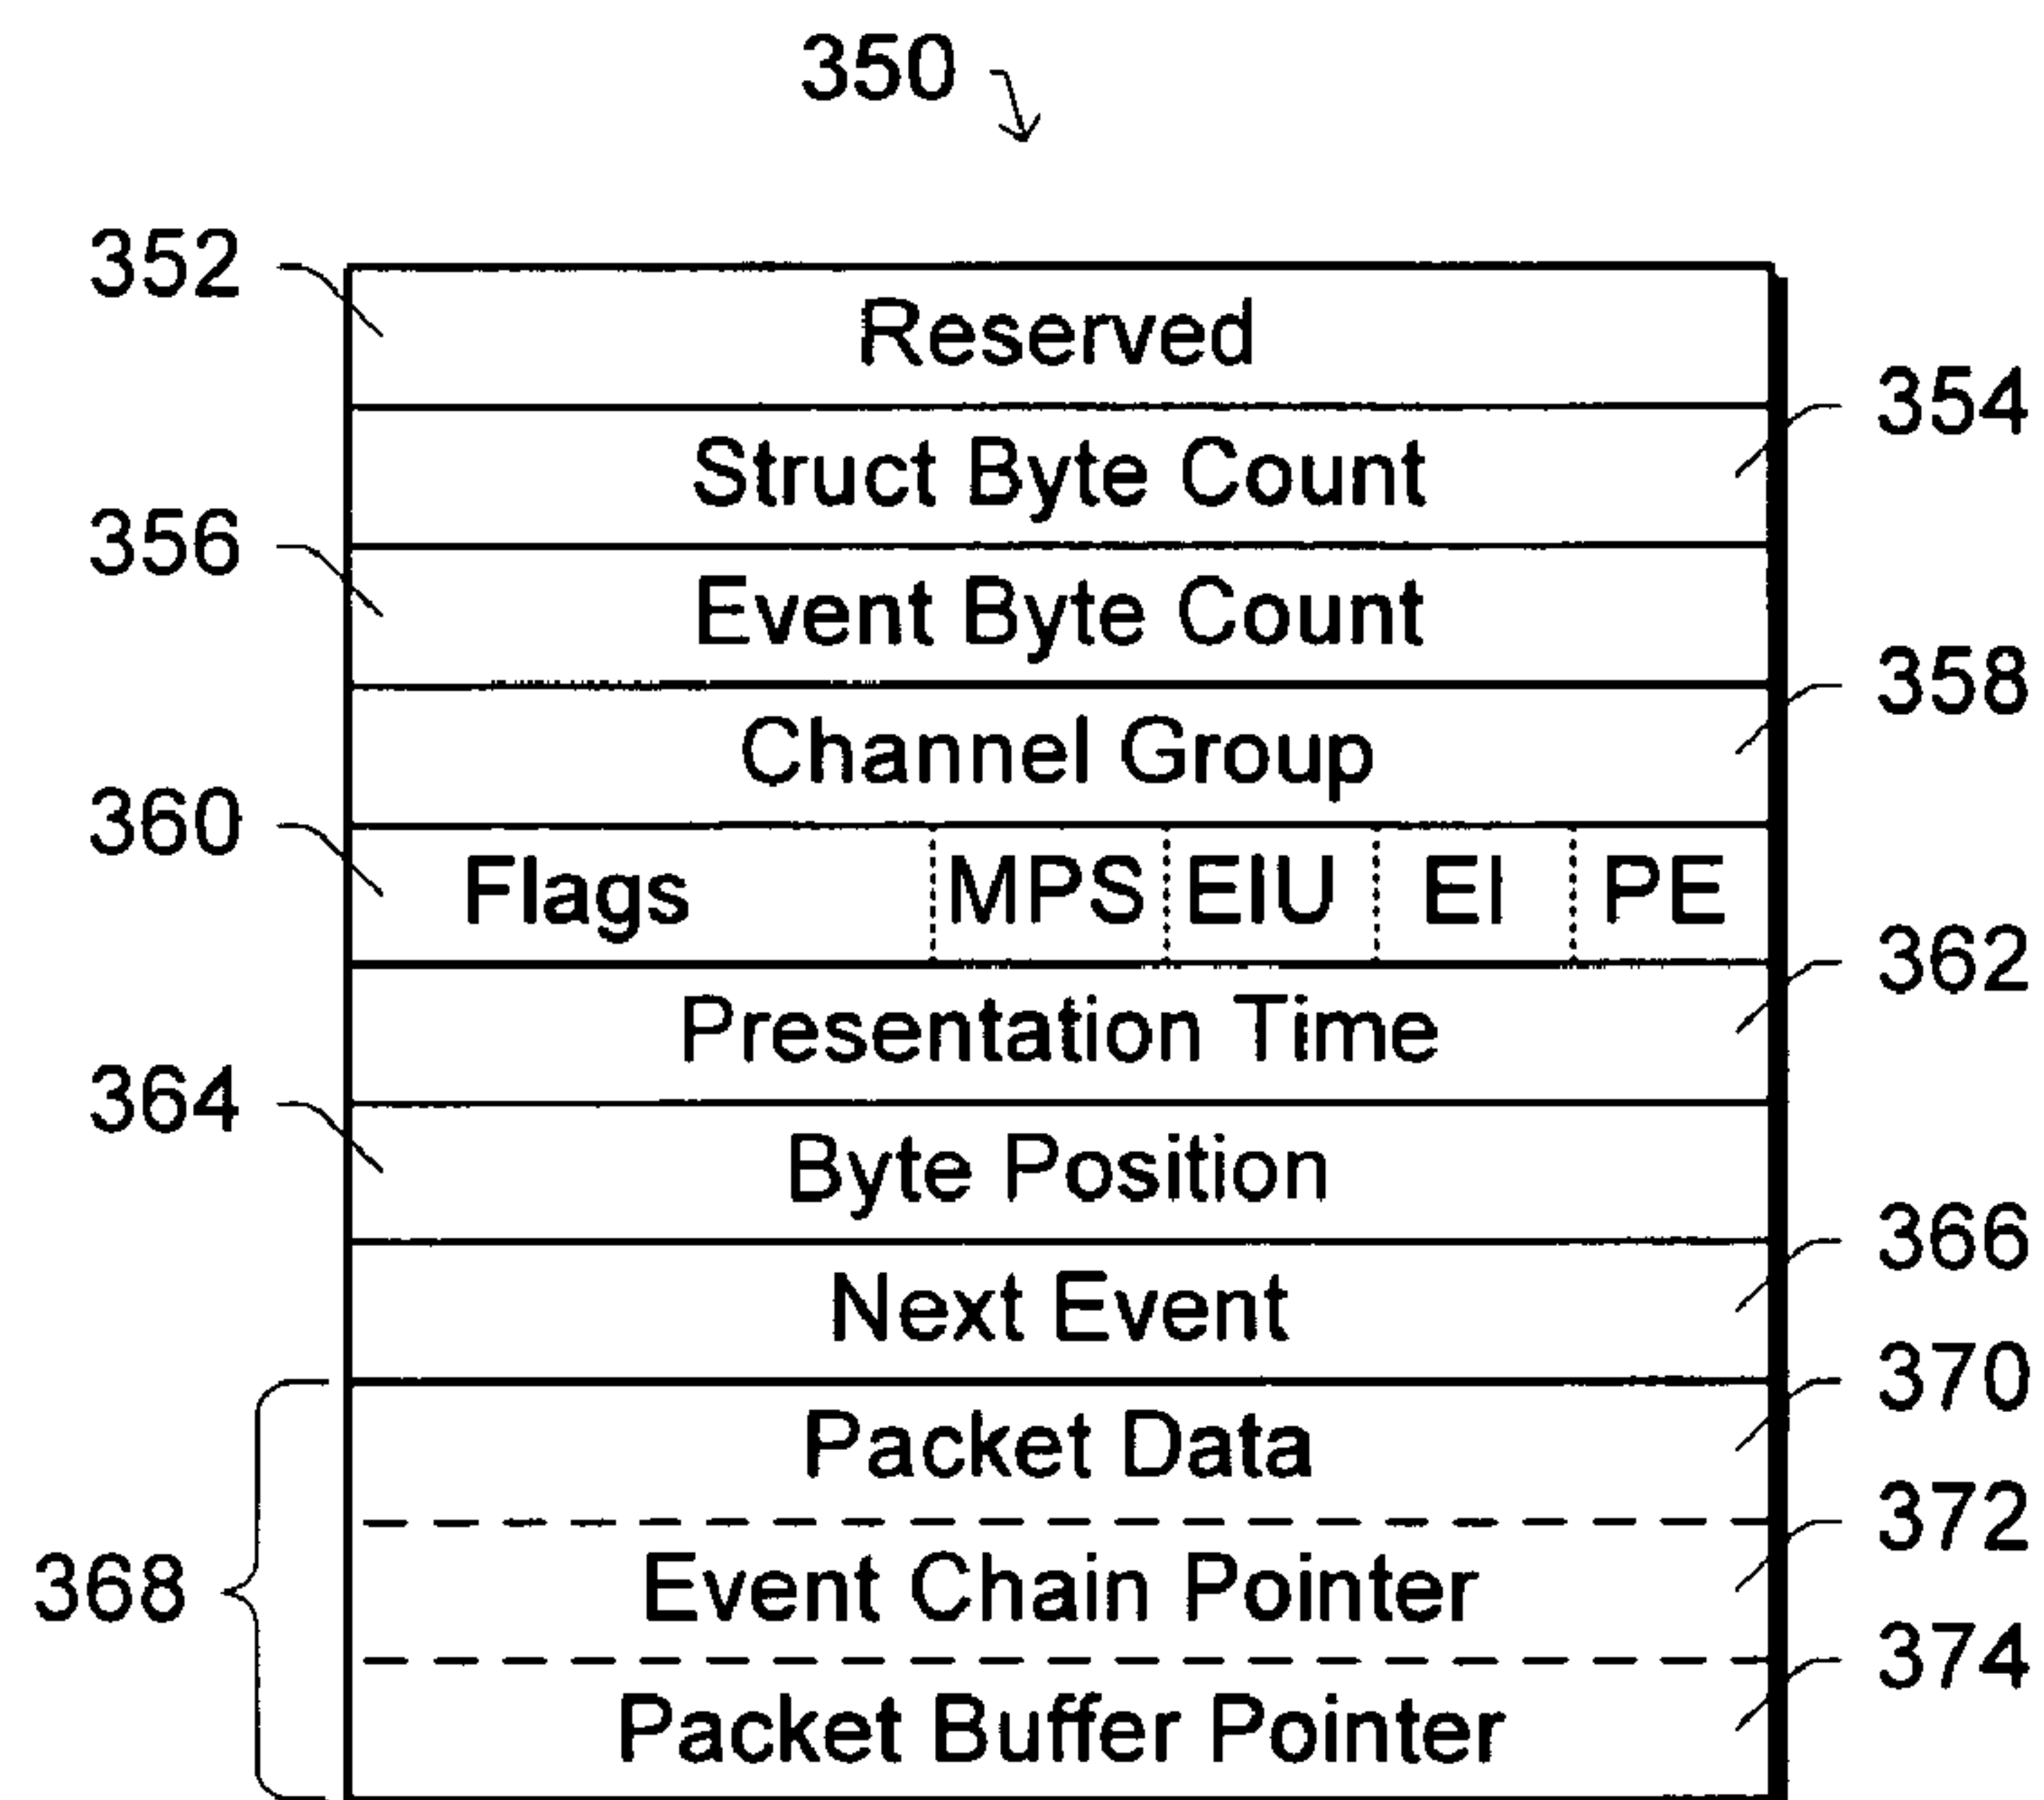 350
352
Reserved
354
Struct Byte Count
356
Event Byte Count
358
Channel Group
360
Flags MPS EIU EI PE
362
Presentation Time
364
Byte Position
366
Next Event
370
Packet Data
372
368
Event Chain Pointer
374
Packet Buffer Pointer